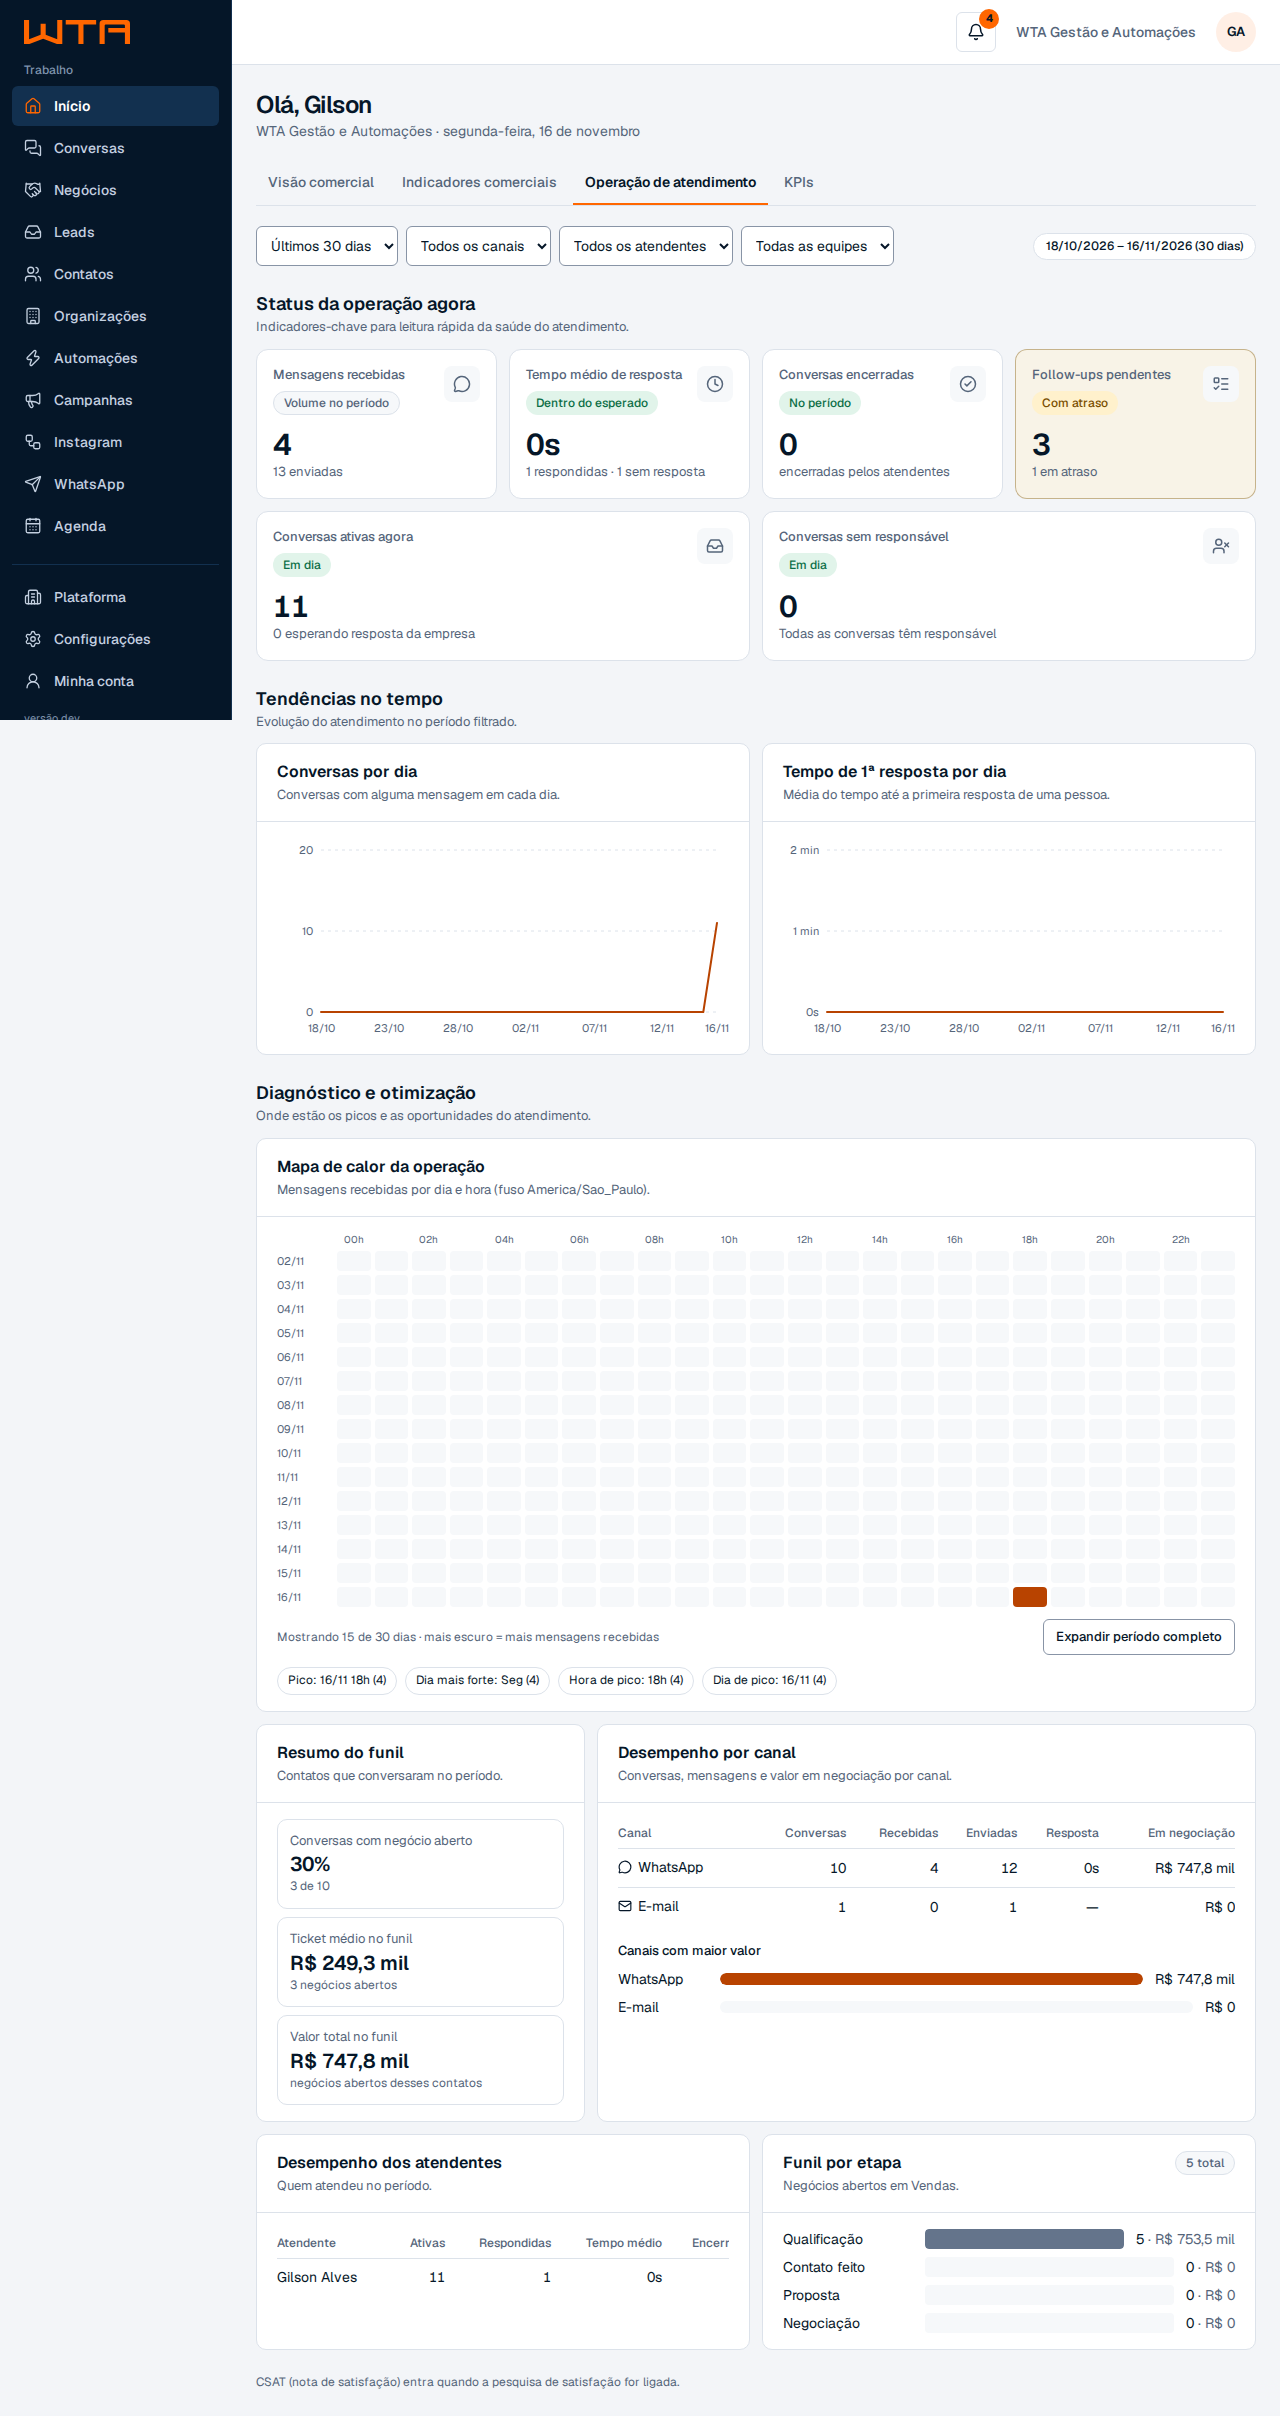 WTA
4
WTA Gestão e Automações
GA
Trabalho
Início
Conversas
Negócios
Leads
Contatos
Organizações
Automações
Campanhas
Instagram
WhatsApp
Agenda
Plataforma
Configurações
Minha conta
versão dev
Olá, Gilson
WTA Gestão e Automações · segunda-feira, 16 de novembro
Visão comercial
Indicadores comerciais
Operação de atendimento
KPIs
Últimos 30 dias
Todos os canais
Todos os atendentes
Todas as equipes
18/10/2026 – 16/11/2026 (30 dias)
Status da operação agora
Indicadores-chave para leitura rápida da saúde do atendimento.
Mensagens recebidas
Volume no período
4
13 enviadas
Tempo médio de resposta
Dentro do esperado
0s
1 respondidas · 1 sem resposta
Conversas encerradas
No período
0
encerradas pelos atendentes
Follow-ups pendentes
Com atraso
3
1 em atraso
Conversas ativas agora
Em dia
11
0 esperando resposta da empresa
Conversas sem responsável
Em dia
0
Todas as conversas têm responsável
Tendências no tempo
Evolução do atendimento no período filtrado.
Conversas por dia
Conversas com alguma mensagem em cada dia.
20
10
0
18/10 23/10 28/10 02/11 07/11 12/11 16/11
Tempo de 1ª resposta por dia
Média do tempo até a primeira resposta de uma pessoa.
2 min
1 min
0s
18/10 23/10 28/10 02/11 07/11 12/11 16/11
Diagnóstico e otimização
Onde estão os picos e as oportunidades do atendimento.
Mapa de calor da operação
Mensagens recebidas por dia e hora (fuso America/Sao_Paulo).
00h 02h 04h 06h 08h 10h 12h 14h 16h 18h 20h 22h
02/11
03/11
04/11
05/11
06/11
07/11
08/11
09/11
10/11
11/11
12/11
13/11
14/11
15/11
16/11
Mostrando 15 de 30 dias · mais escuro = mais mensagens recebidas
Expandir período completo
Pico: 16/11 18h (4)
Dia mais forte: Seg (4)
Hora de pico: 18h (4)
Dia de pico: 16/11 (4)
Resumo do funil
Contatos que conversaram no período.
Conversas com negócio aberto
30%
3 de 10
Ticket médio no funil
R$ 249,3 mil
3 negócios abertos
Valor total no funil
R$ 747,8 mil
negócios abertos desses contatos
Desempenho por canal
Conversas, mensagens e valor em negociação por canal.
Canal Conversas Recebidas Enviadas Resposta Em negociação
WhatsApp 10 4 12 0s R$ 747,8 mil
E-mail 1 0 1 — R$ 0
Canais com maior valor
WhatsApp R$ 747,8 mil
E-mail R$ 0
Desempenho dos atendentes
Quem atendeu no período.
Atendente Ativas Respondidas Tempo médio Encerr
Gilson Alves 11 1 0s
Funil por etapa
5 total
Negócios abertos em Vendas.
Qualificação 5 · R$ 753,5 mil
Contato feito 0 · R$ 0
Proposta 0 · R$ 0
Negociação 0 · R$ 0
CSAT (nota de satisfação) entra quando a pesquisa de satisfação for ligada.